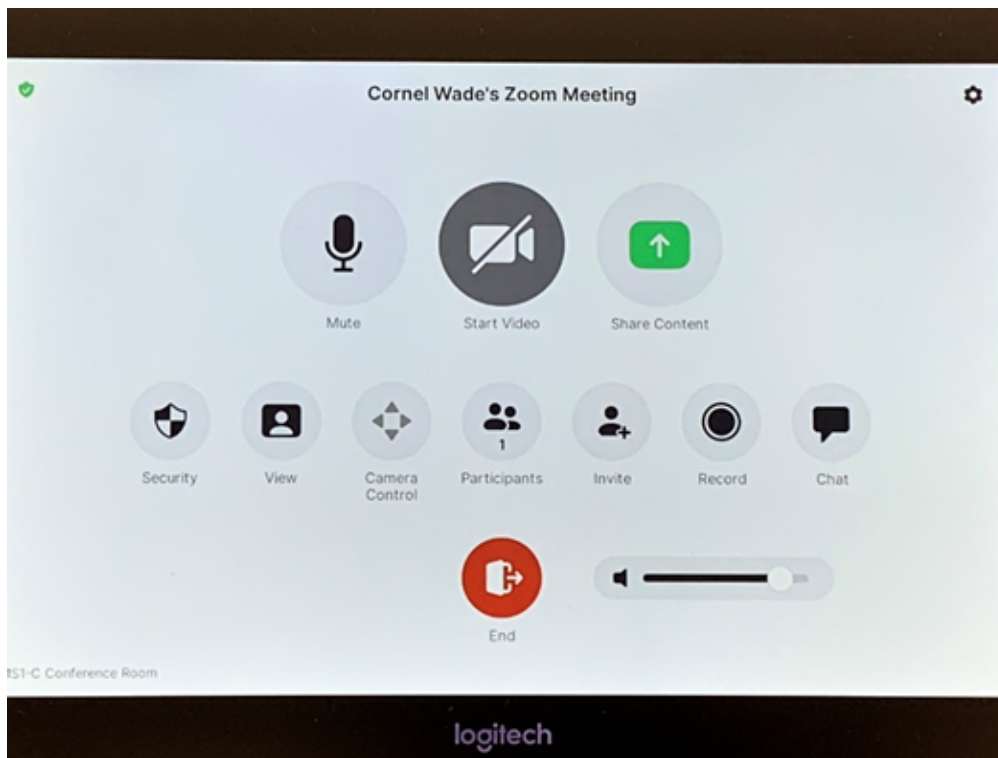 Cornel Wade's Zoom Meeting
Mute
Start Video
Share Content
1
Security
View
Camera
Control
Participants
Invite
Record
Chat
End
Conference Room
logitech